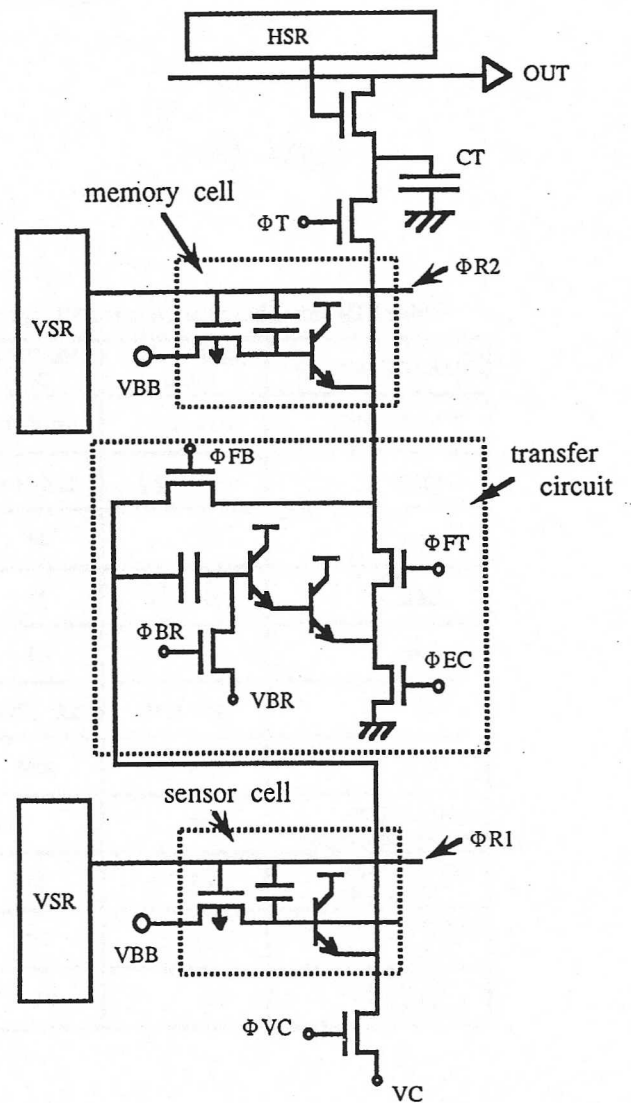 HSR
OUT
CT
memory cell
ΦT
ΦR2
VSR
VBB
ΦFB
transfer
circuit
ΦFT
ΦBR
ΦEC
VBR
sensor cell
ΦR1
VSR
VBB
ΦVC
VC